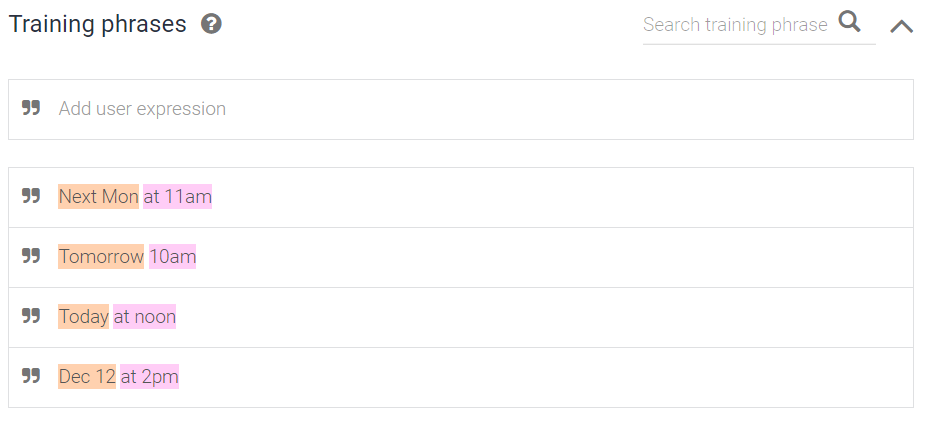 Training phrases ?
Search training phrase
Add user expression
Next Mon at 11am
Tomorrow 10am
Today at noon
Dec 12 at 2pm